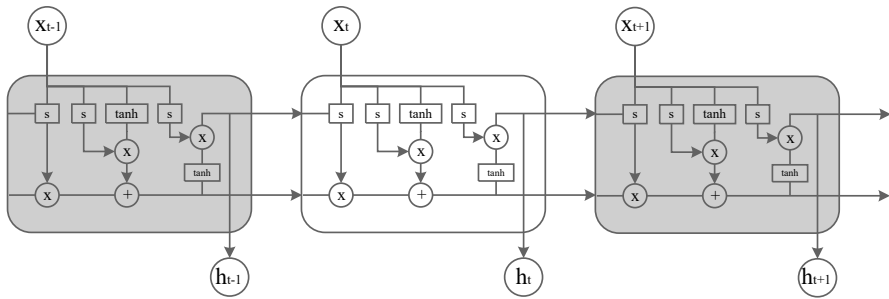 xt-1 xt xt+1
s s tanh s s s tanh s s s tanh s
x x x
x x x
tanh tanh tanh
x + x + x +
ht-1 ht ht+1